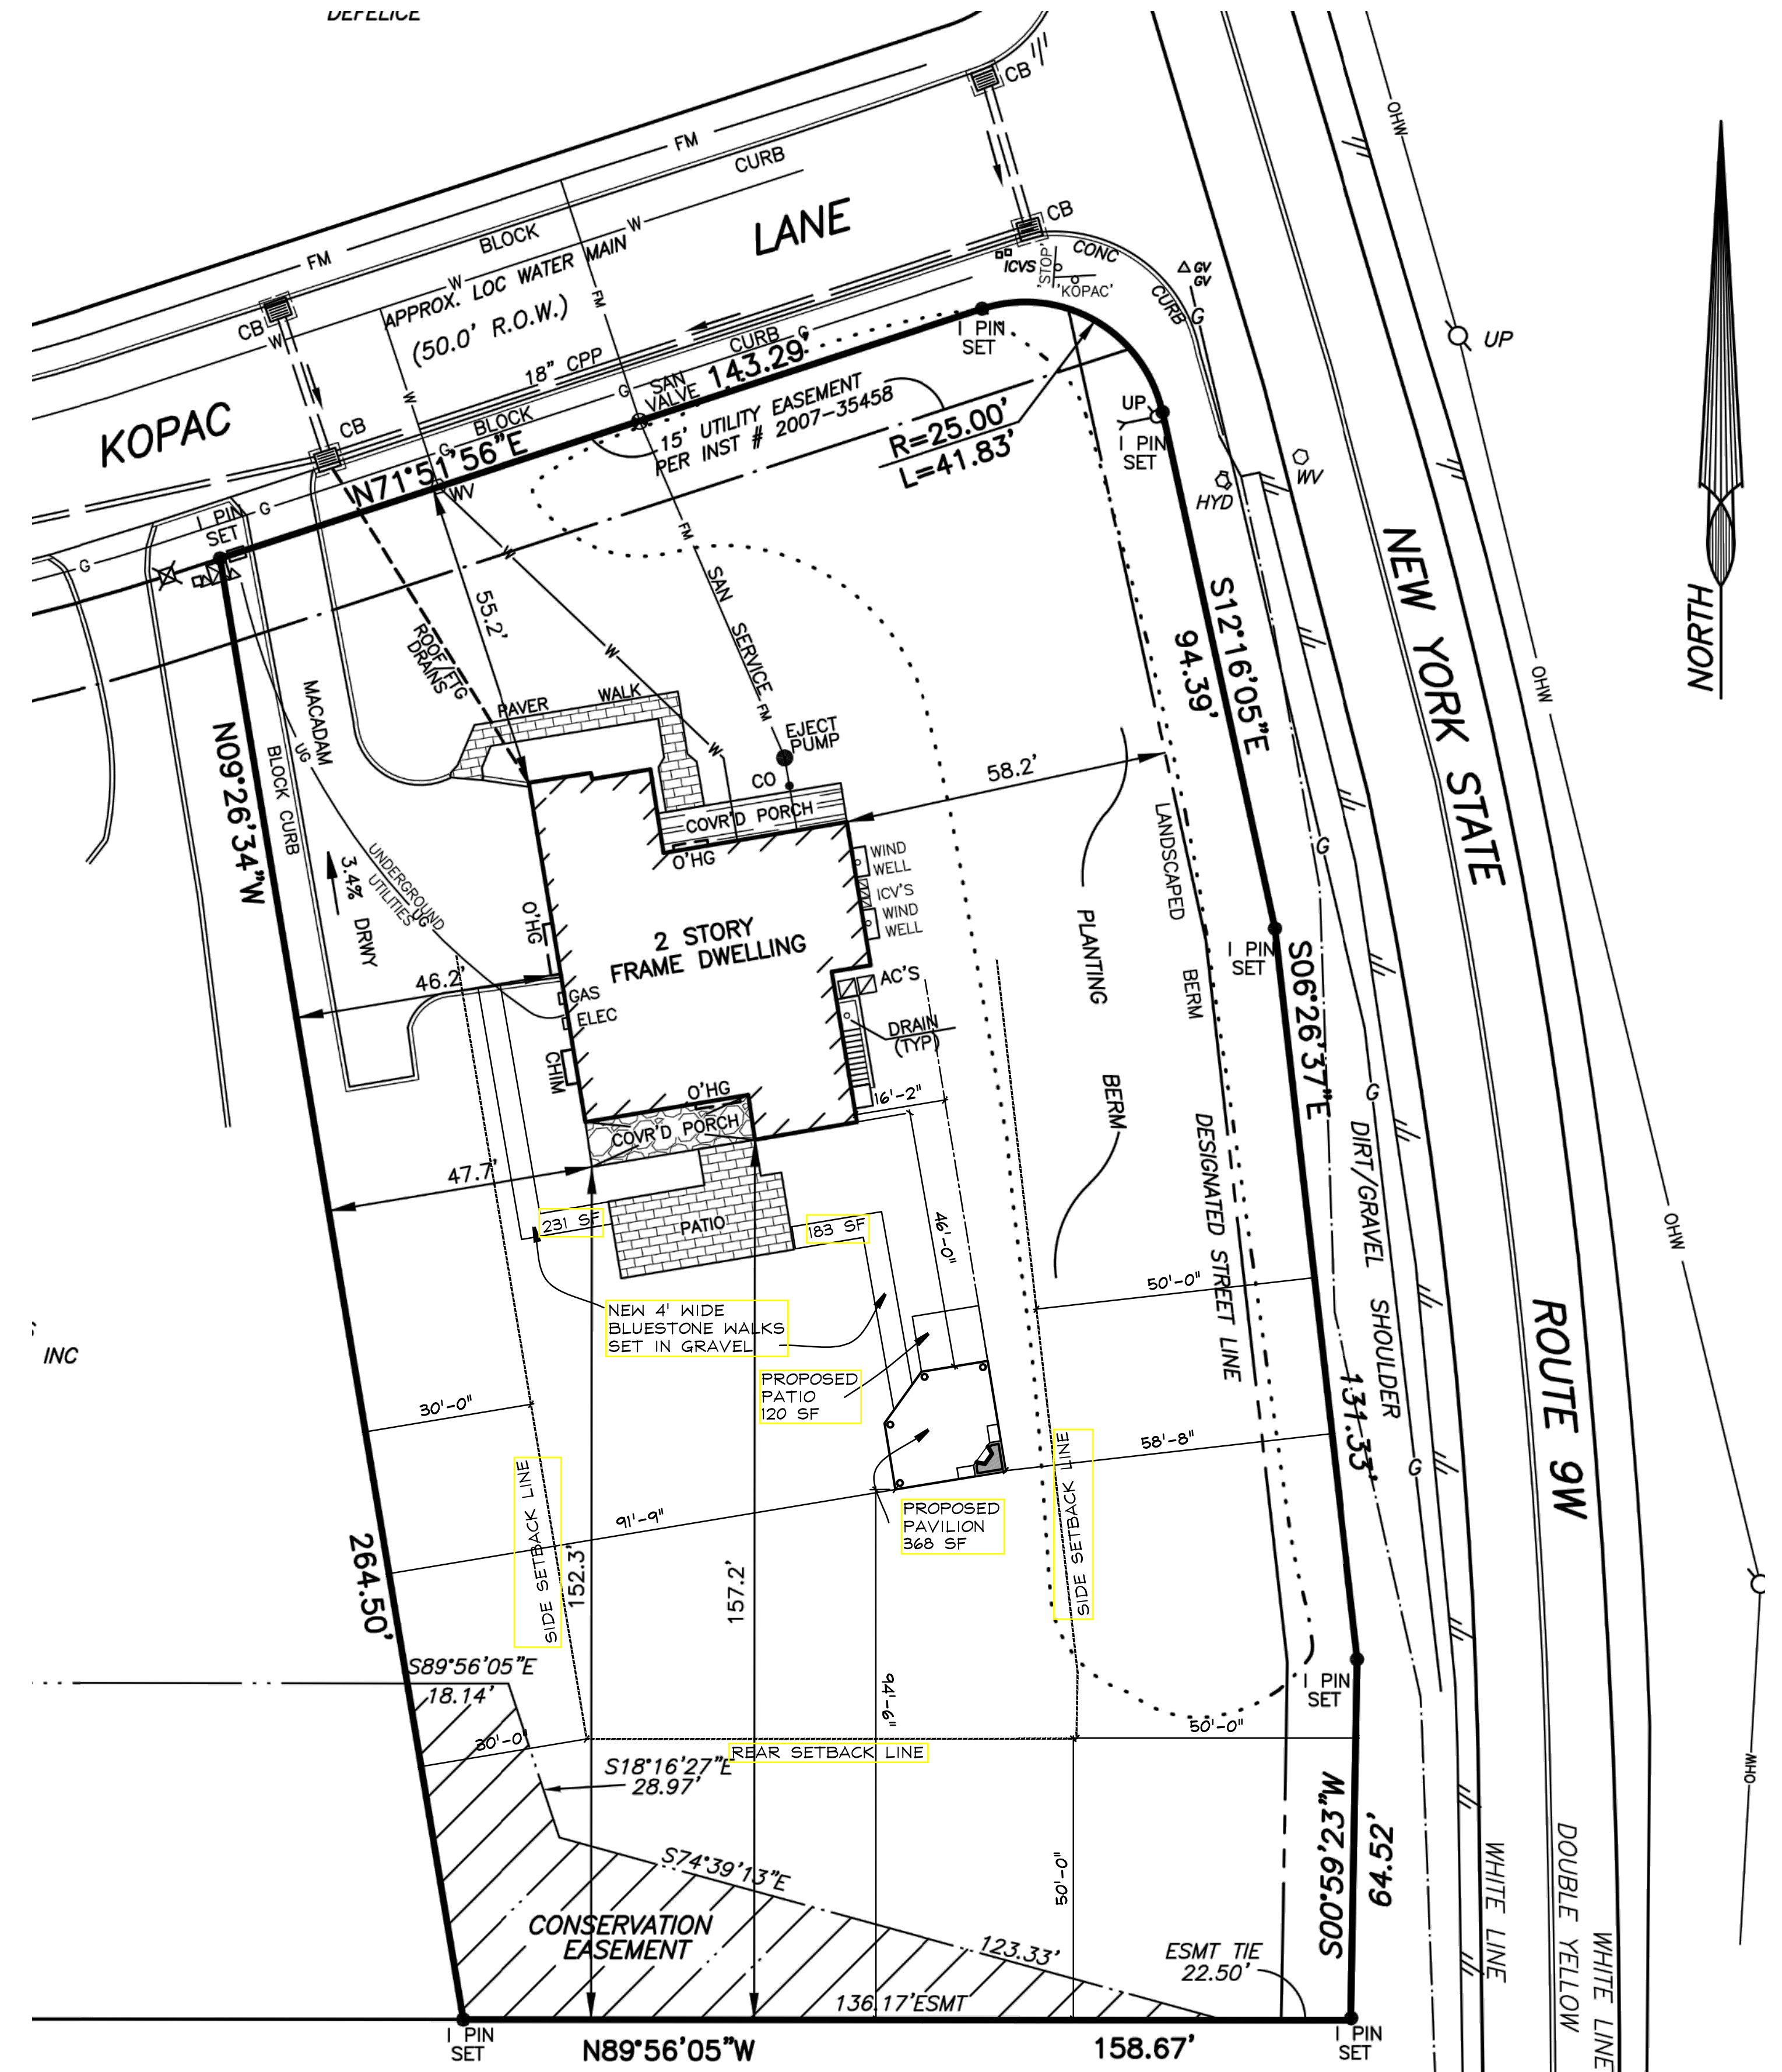 DEFELICE
CB
FM
CURB
OHW
LANE
CB
W
BLOCK
FM
APPROX. LOC WATER MAIN
W
(50.0' R.O.W.)
FM
CONC
ICVS
'STOP'
'KOPAC'
GV
GV
CURB
G
CB
W
W
18" CPP
CURB
G
143.29'
I PIN
SET
UP
KOPAC
CB
W
G
SAN
VALVE
BLOCK
G
15' UTILITY EASEMENT
PER INST # 2007-35458
R=25.00'
L=41.83'
UP
I PIN
SET
N71°51'56"E
WV
HYD
WV
I PIN
SET
G
G
W
FM
SAN
SERVICE
FM
NEW YORK STATE
NORTH
55.2'
ROOF/FTG
DRAINS
W
W
S12°16'05"E
94.39'
OHW
MACADAM
UG
PAVER
WALK
EJECT
PUMP
CO
58.2'
N09°26'34"W
BLOCK CURB
COVR'D PORCH
O'HG
LANDSCAPED
BERM
G
3.4% DRWY
UNDERGROUND
UTILITIES
UG
WIND
WELL
ICV'S
WIND
WELL
O'HG
2 STORY
FRAME DWELLING
PLANTING
BERM
I PIN
SET
S06°26'37"E
46.2'
GAS
ELEC
AC'S
DRAIN
(TYP)
CHIM
O'HG
16'-2"
COVR'D PORCH
47.7'
G
DESIGNATED STREET LINE
DIRT/GRAVEL SHOULDER
231 SF
PATIO
183 SF
46'-0"
50'-0"
OHW
INC
NEW 4' WIDE
BLUESTONE WALKS
SET IN GRAVEL
ROUTE 9W
PROPOSED
PATIO
120 SF
30'-0"
131.33'
58'-8"
G
SIDE SETBACK LINE
SIDE SETBACK LINE
91'-9"
PROPOSED
PAVILION
368 SF
264.50'
152.3'
157.2'
S89°56'05"E
18.14'
94'-6"
I PIN
SET
30'-0"
50'-0"
REAR SETBACK LINE
S18°16'27"E
28.97'
OHW
S00°59'23"W
64.52'
S74°39'13"E
50'-0"
WHITE LINE
DOUBLE YELLOW
WHITE LINE
CONSERVATION
EASEMENT
123.33'
ESMT TIE
22.50'
136.17'ESMT
I PIN
SET
N89°56'05"W
158.67'
I PIN
SET